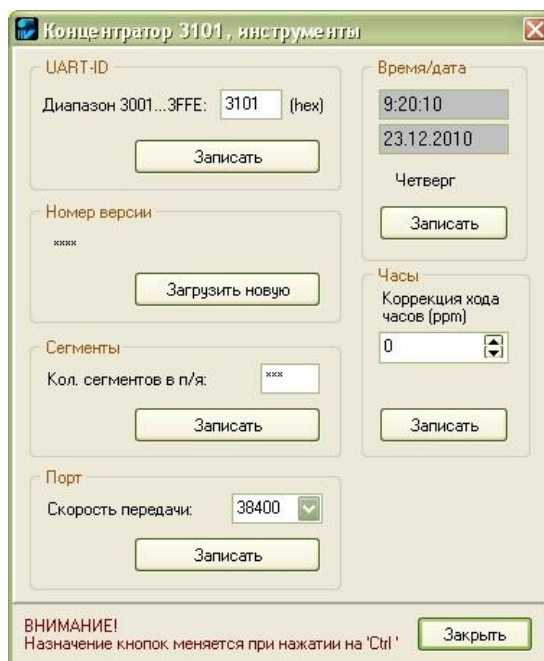 Концентратор 3101, инструменты
UART-ID
Диапазон 3001...3FFE: 3101 (hex)
Записать
Номер версии
****
Загрузить новую
Сегменты
Кол. сегментов в п/я: ***
Записать
Порт
Скорость передачи: 38400
Записать
Время/дата
9:20:10
23.12.2010
Четверг
Записать
Часы
Коррекция хода
часов (ppm)
0
Записать
ВНИМАНИЕ!
Назначение кнопок меняется при нажатии на 'Ctrl '
Закрыть